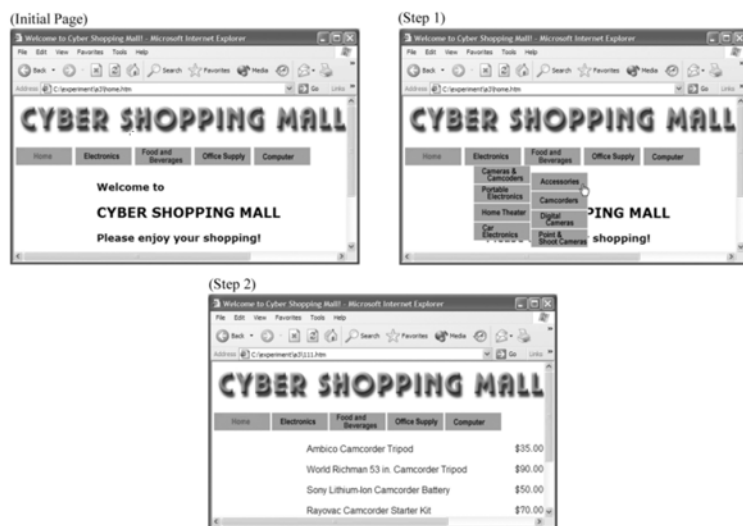 (Initial Page)
Welcome to Cyber Shopping Mall! - Microsoft Internet Explorer
File Edit View Favorites Tools Help
Back Search Favorites Media
Address C:\experiment\a3\home.htm Go Links
CYBER SHOPPING MALL
Home Electronics Food and Beverages Office Supply Computer
Welcome to
CYBER SHOPPING MALL
Please enjoy your shopping!
(Step 1)
Welcome to Cyber Shopping Mall! - Microsoft Internet Explorer
File Edit View Favorites Tools Help
Back Search Favorites Media
Address C:\experiment\a3\home.htm Go Links
CYBER SHOPPING MALL
Home Electronics Food and Beverages Office Supply Computer
Cameras & Camcoders
Accessories
Portable Electronics
Camcorders
Home Theater
Digital Cameras
PING MALL
Car Electronics
Point & Shoot Cameras
shopping!
(Step 2)
Welcome to Cyber Shopping Mall! - Microsoft Internet Explorer
File Edit View Favorites Tools Help
Back Search Favorites Media
Address C:\experiment\a3\111.htm Go Links
CYBER SHOPPING MALL
Home Electronics Food and Beverages Office Supply Computer
Ambico Camcorder Tripod $35.00
World Richman 53 in. Camcorder Tripod $90.00
Sony Lithium-Ion Camcorder Battery $50.00
Rayovac Camcorder Starter Kit $70.00